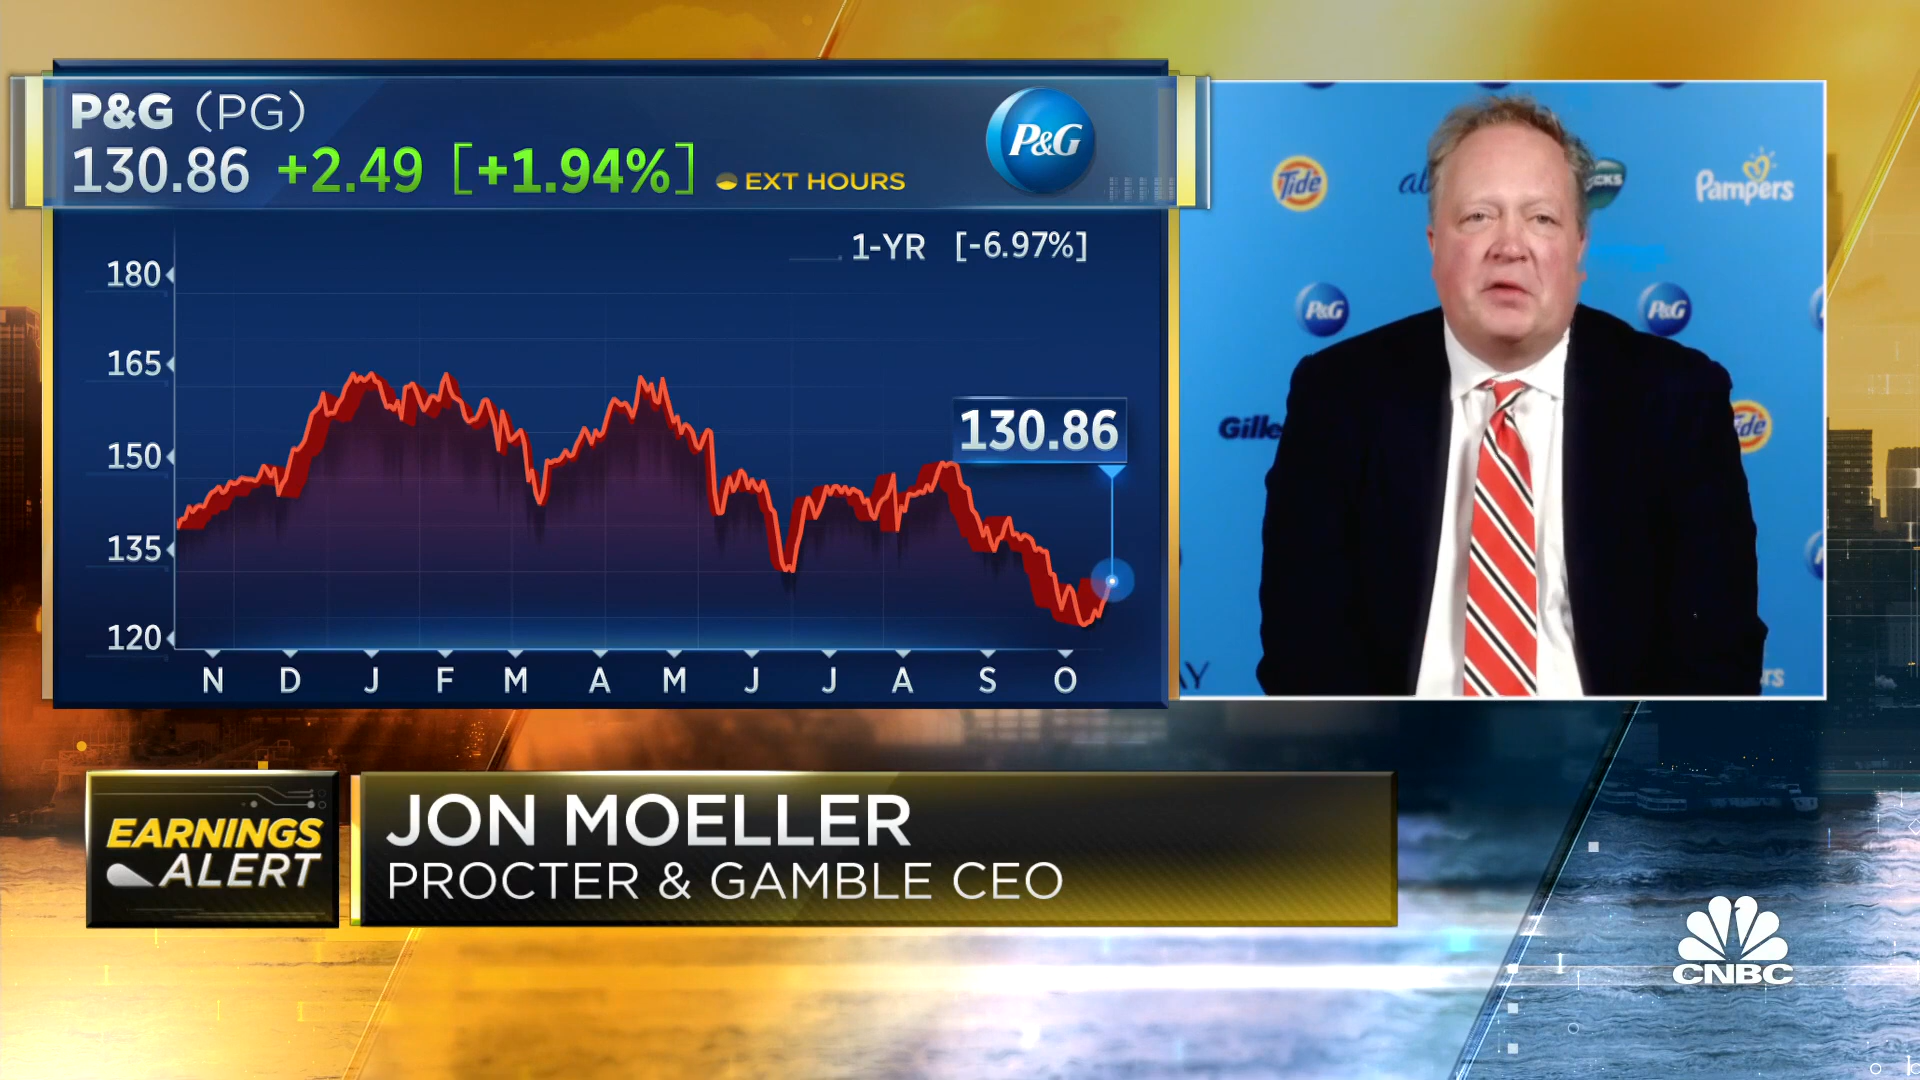 P&G (PG)
130.86 +2.49 [+1.94%] EXT HOURS
P&G
1-YR [-6.97%]
180
165
150
135
120
130.86
N D J F M A M J J A S O
Tide
Pampers
P&G
P&G
EARNINGS
ALERT
JON MOELLER
PROCTER & GAMBLE CEO
CNBC